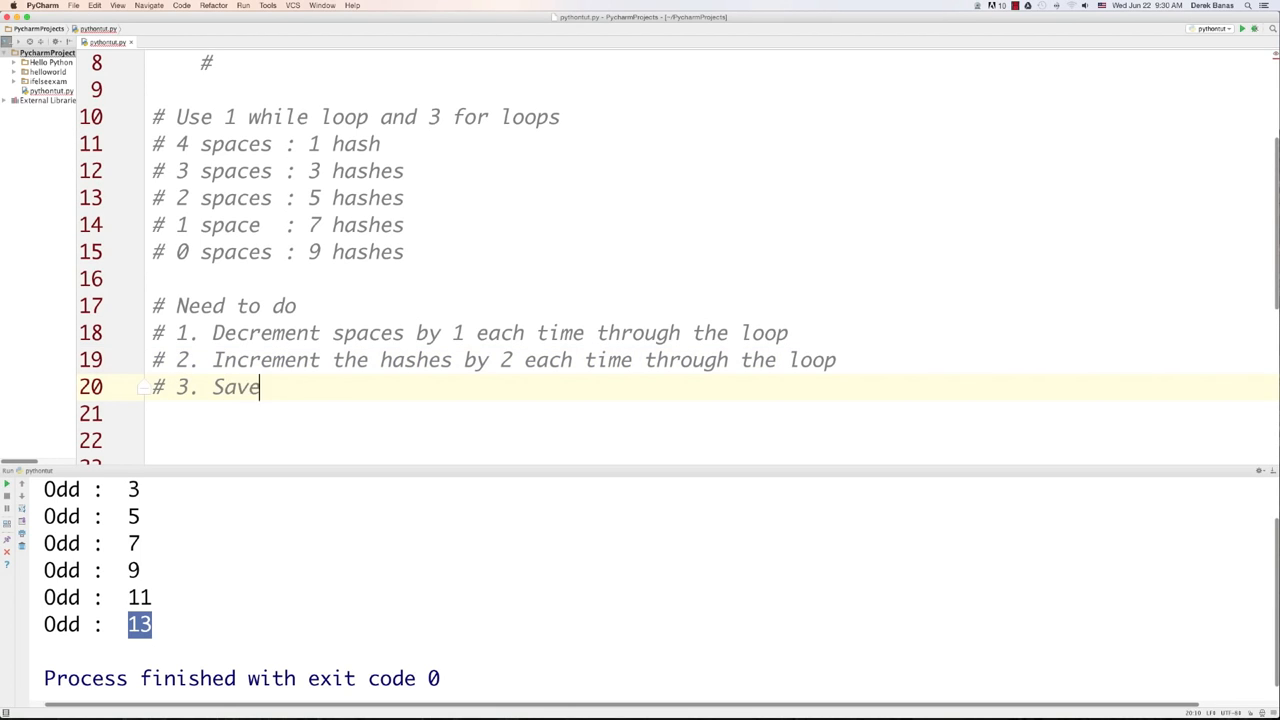 PyCharm File Edit View Navigate Code Refactor Run Tools VCS Window Help 10 Wed Jun 22 9:30 AM Derek Banas
pythontut.py - PycharmProjects - [~/PycharmProjects]
PycharmProjects pythontut.py pythontut
pythontut.py ×
PycharmProject
Hello Python
helloworld
ifelseexam
pythontut.py
External Librarie
8 #
9
10 # Use 1 while loop and 3 for loops
11 # 4 spaces : 1 hash
12 # 3 spaces : 3 hashes
13 # 2 spaces : 5 hashes
14 # 1 space : 7 hashes
15 # 0 spaces : 9 hashes
16
17 # Need to do
18 # 1. Decrement spaces by 1 each time through the loop
19 # 2. Increment the hashes by 2 each time through the loop
20 # 3. Save
21
22
Run pythontut
Odd : 3
Odd : 5
Odd : 7
Odd : 9
Odd : 11
Odd : 13
Process finished with exit code 0
20:10 LF÷ UTF-8÷